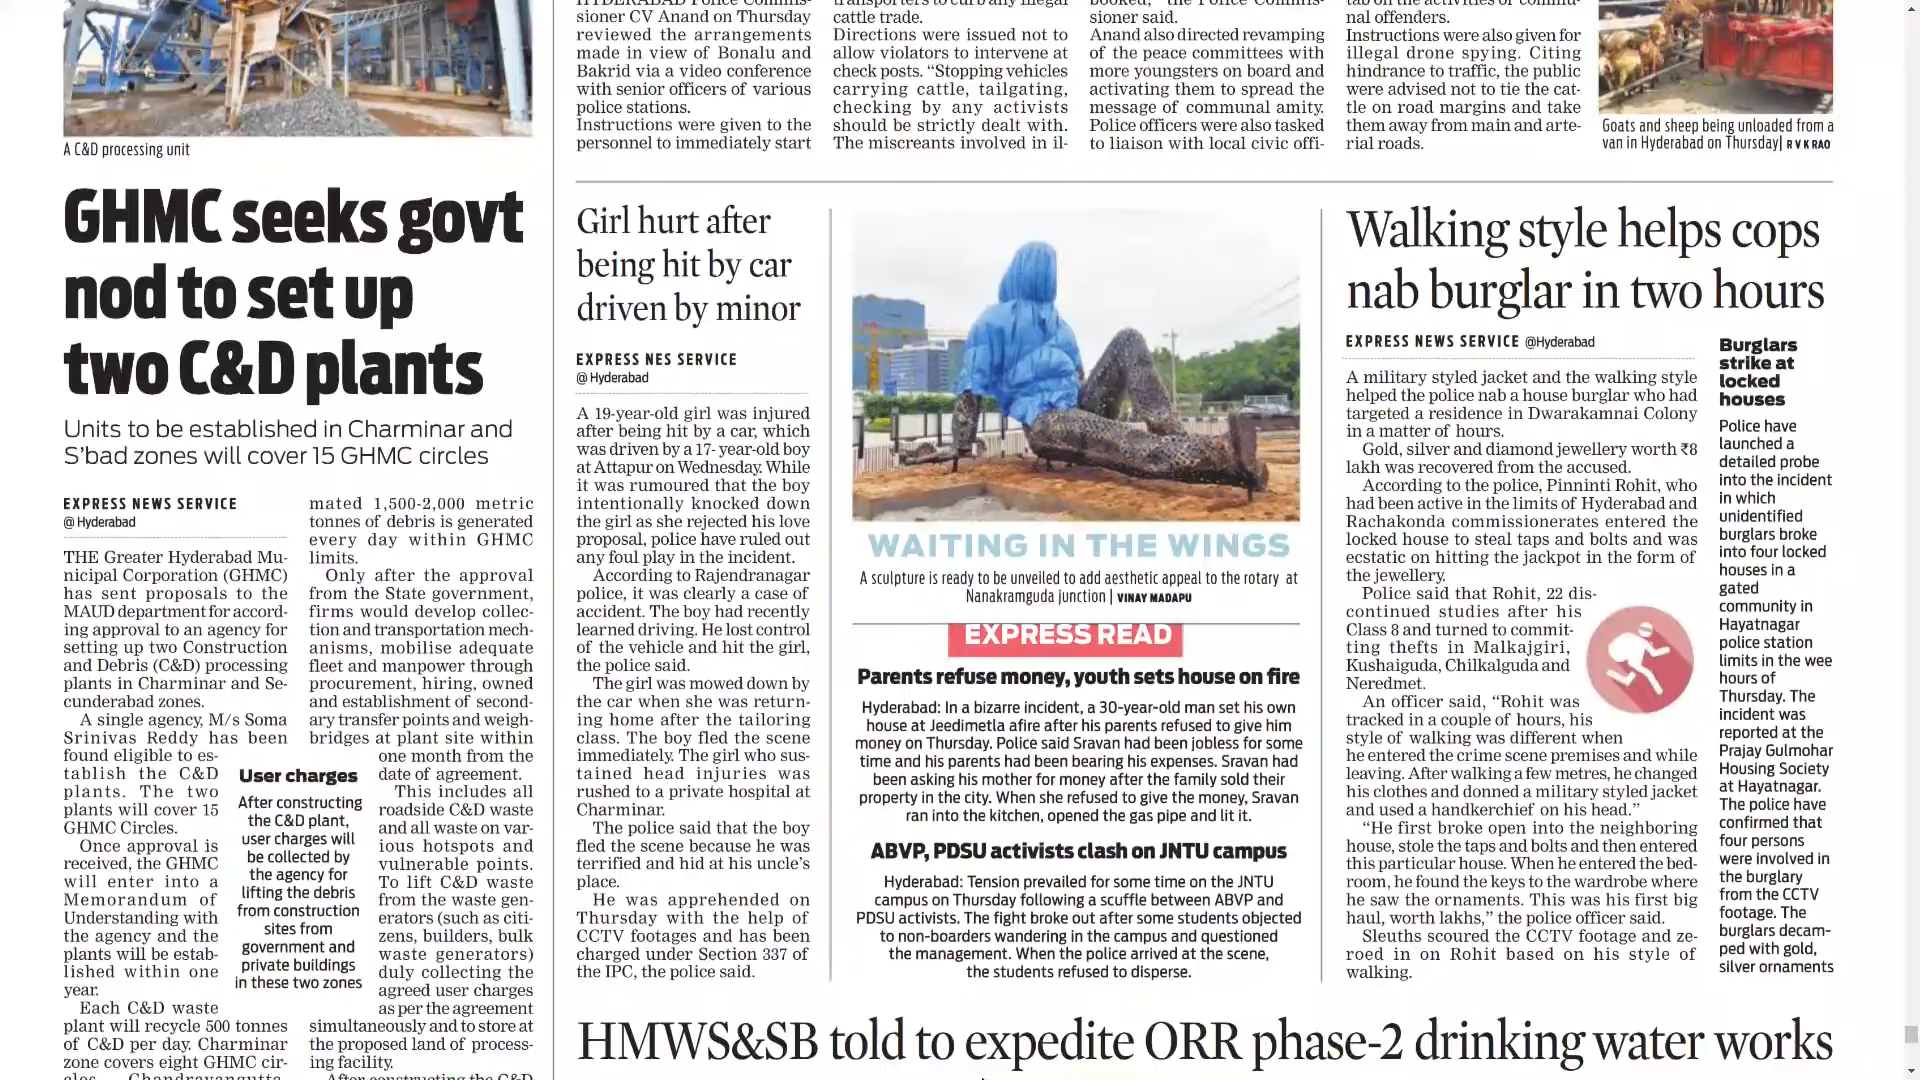 sioner CV Anand on Thursday
reviewed the arrangements
made in view of Bonalu and
Bakrid via a video conference
with senior officers of various
police stations.
Instructions were given to the
personnel to immediately start
cattle trade.
Directions were issued not to
allow violators to intervene at
check posts. “Stopping vehicles
carrying cattle, tailgating,
checking by any activists
should be strictly dealt with.
The miscreants involved in il-
sioner said.
Anand also directed revamping
of the peace committees with
more youngsters on board and
activating them to spread the
message of communal amity.
Police officers were also tasked
to liaison with local civic offi-
nal offenders.
Instructions were also given for
illegal drone spying. Citing
hindrance to traffic, the public
were advised not to tie the cat-
tle on road margins and take
them away from main and arte-
rial roads.
Goats and sheep being unloaded from a
van in Hyderabad on Thursday| R V K RAO
A C&D processing unit
GHMC seeks govt
nod to set up
two C&D plants
Units to be established in Charminar and
S’bad zones will cover 15 GHMC circles
EXPRESS NEWS SERVICE
@ Hyderabad
THE Greater Hyderabad Mu-
nicipal Corporation (GHMC)
has sent proposals to the
MAUD department for accord-
ing approval to an agency for
setting up two Construction
and Debris (C&D) processing
plants in Charminar and Se-
cunderabad zones.
A single agency, M/s Soma
Srinivas Reddy has been
found eligible to es-
tablish the C&D
plants. The two
plants will cover 15
GHMC Circles.
Once approval is
received, the GHMC
will enter into a
Memorandum of
Understanding with
the agency and the
plants will be estab-
lished within one
year.
Each C&D waste
plant will recycle 500 tonnes
of C&D per day. Charminar
zone covers eight GHMC cir-
User charges
After constructing
the C&D plant,
user charges will
be collected by
the agency for
lifting the debris
from construction
sites from
government and
private buildings
in these two zones
mated 1,500-2,000 metric
tonnes of debris is generated
every day within GHMC
limits.
Only after the approval
from the State government,
firms would develop collec-
tion and transportation mech-
anisms, mobilise adequate
fleet and manpower through
procurement, hiring, owned
and establishment of second-
ary transfer points and weigh-
bridges at plant site within
one month from the
date of agreement.
This includes all
roadside C&D waste
and all waste on var-
ious hotspots and
vulnerable points.
To lift C&D waste
from the waste gen-
erators (such as citi-
zens, builders, bulk
waste generators)
duly collecting the
agreed user charges
as per the agreement
simultaneously and to store at
the proposed land of process-
ing facility.
Girl hurt after
being hit by car
driven by minor
EXPRESS NES SERVICE
@ Hyderabad
A 19-year-old girl was injured
after being hit by a car, which
was driven by a 17- year-old boy
at Attapur on Wednesday. While
it was rumoured that the boy
intentionally knocked down
the girl as she rejected his love
proposal, police have ruled out
any foul play in the incident.
According to Rajendranagar
police, it was clearly a case of
accident. The boy had recently
learned driving. He lost control
of the vehicle and hit the girl,
the police said.
The girl was mowed down by
the car when she was return-
ing home after the tailoring
class. The boy fled the scene
immediately. The girl who sus-
tained head injuries was
rushed to a private hospital at
Charminar.
The police said that the boy
fled the scene because he was
terrified and hid at his uncle’s
place.
He was apprehended on
Thursday with the help of
CCTV footages and has been
charged under Section 337 of
the IPC, the police said.
WAITING IN THE WINGS
A sculpture is ready to be unveiled to add aesthetic appeal to the rotary at
Nanakramguda junction | VINAY MADAPU
EXPRESS READ
Parents refuse money, youth sets house on fire
Hyderabad: In a bizarre incident, a 30-year-old man set his own
house at Jeedimetla afire after his parents refused to give him
money on Thursday. Police said Sravan had been jobless for some
time and his parents had been bearing his expenses. Sravan had
been asking his mother for money after the family sold their
property in the city. When she refused to give the money, Sravan
ran into the kitchen, opened the gas pipe and lit it.
ABVP, PDSU activists clash on JNTU campus
Hyderabad: Tension prevailed for some time on the JNTU
campus on Thursday following a scuffle between ABVP and
PDSU activists. The fight broke out after some students objected
to non-boarders wandering in the campus and questioned
the management. When the police arrived at the scene,
the students refused to disperse.
Walking style helps cops
nab burglar in two hours
EXPRESS NEWS SERVICE @Hyderabad
A military styled jacket and the walking style
helped the police nab a house burglar who had
targeted a residence in Dwarakamnai Colony
in a matter of hours.
Gold, silver and diamond jewellery worth ₹8
lakh was recovered from the accused.
According to the police, Pinninti Rohit, who
had been active in the limits of Hyderabad and
Rachakonda commissionerates entered the
locked house to steal taps and bolts and was
ecstatic on hitting the jackpot in the form of
the jewellery.
Police said that Rohit, 22 dis-
continued studies after his
Class 8 and turned to commit-
ting thefts in Malkajgiri,
Kushaiguda, Chilkalguda and
Neredmet.
An officer said, “Rohit was
tracked in a couple of hours, his
style of walking was different when
he entered the crime scene premises and while
leaving. After walking a few metres, he changed
his clothes and donned a military styled jacket
and used a handkerchief on his head.”
“He first broke open into the neighboring
house, stole the taps and bolts and then entered
this particular house. When he entered the bed-
room, he found the keys to the wardrobe where
he saw the ornaments. This was his first big
haul, worth lakhs,” the police officer said.
Sleuths scoured the CCTV footage and ze-
roed in on Rohit based on his style of
walking.
Burglars
strike at
locked
houses
Police have
launched a
detailed probe
into the incident
in which
unidentified
burglars broke
into four locked
houses in a
gated
community in
Hayatnagar
police station
limits in the wee
hours of
Thursday. The
incident was
reported at the
Prajay Gulmohar
Housing Society
at Hayatnagar.
The police have
confirmed that
four persons
were involved in
the burglary
from the CCTV
footage. The
burglars decam-
ped with gold,
silver ornaments
HMWS&SB told to expedite ORR phase-2 drinking water works